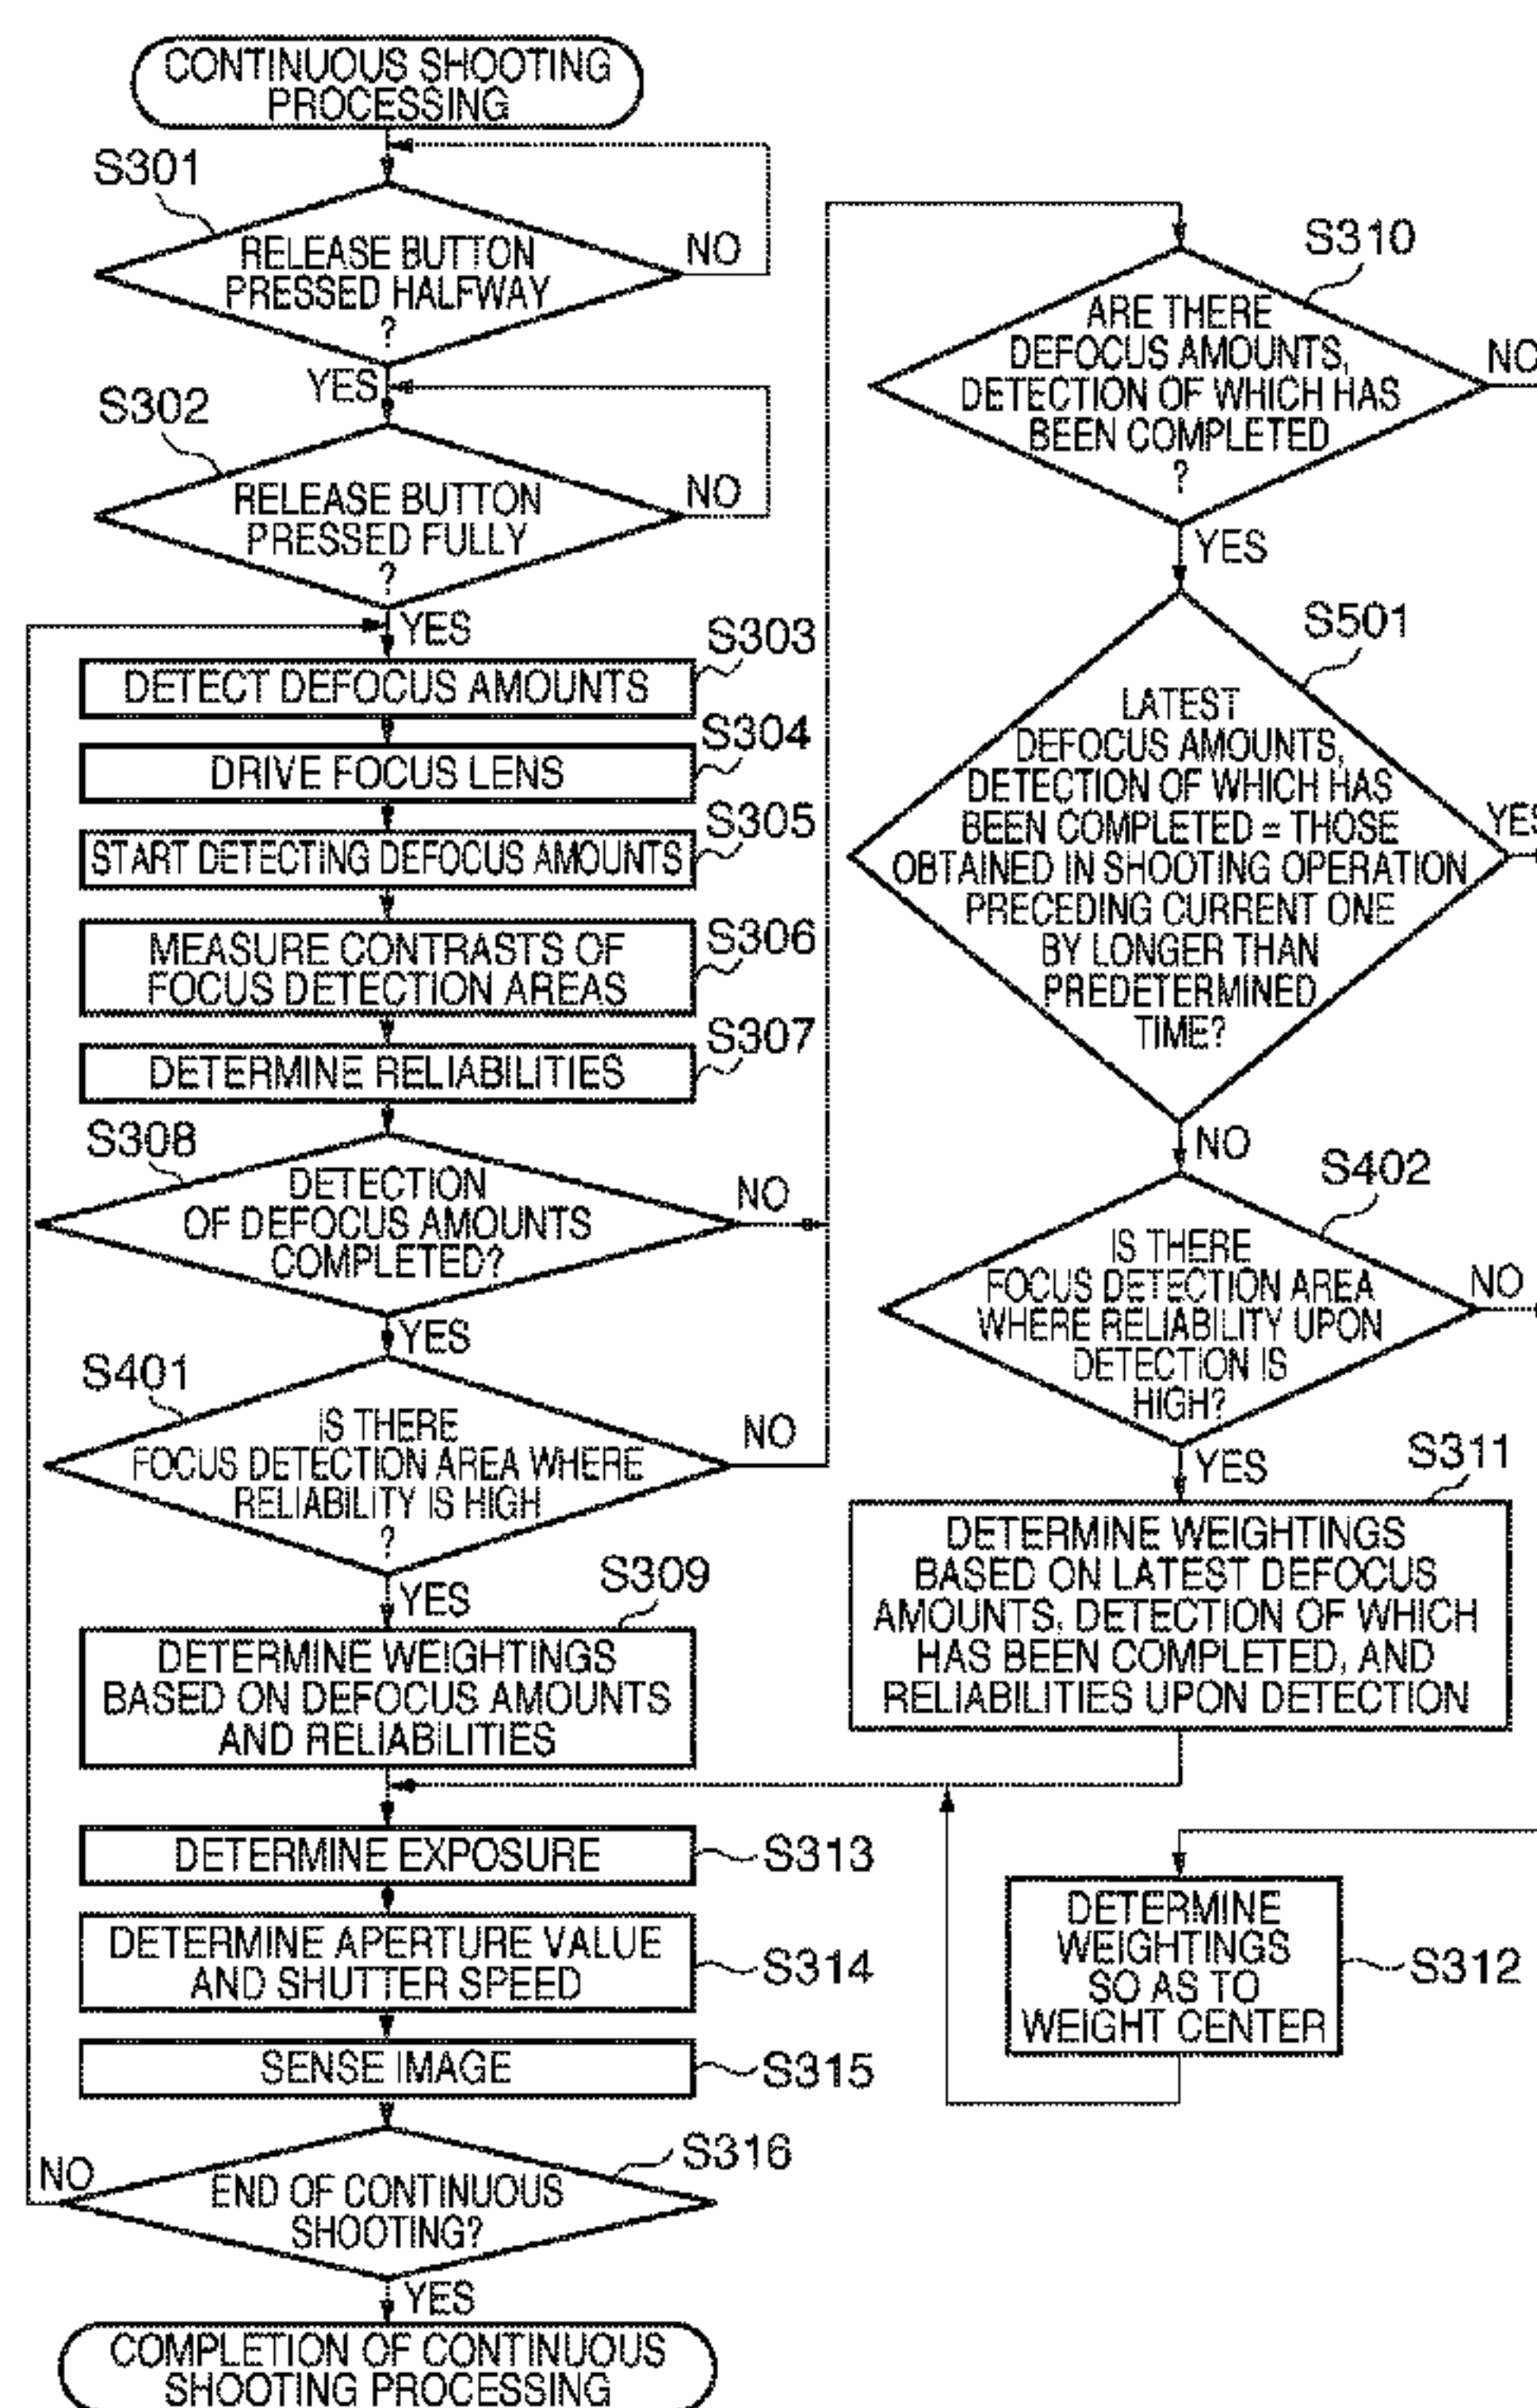 CONTINUOUS SHOOTING
PROCESSING
S301
RELEASE BUTTON
PRESSED HALFWAY
?
NO
YES
S302
RELEASE BUTTON
PRESSED FULLY
?
NO
YES
S303
DETECT DEFOCUS AMOUNTS
S304
DRIVE FOCUS LENS
S305
START DETECTING DEFOCUS AMOUNTS
S306
MEASURE CONTRASTS OF
FOCUS DETECTION AREAS
S307
DETERMINE RELIABILITIES
S308
DETECTION
OF DEFOCUS AMOUNTS
COMPLETED?
NO
YES
S401
IS THERE
FOCUS DETECTION AREA WHERE
RELIABILITY IS HIGH
?
NO
YES
S309
DETERMINE WEIGHTINGS
BASED ON DEFOCUS AMOUNTS
AND RELIABILITIES
DETERMINE EXPOSURE
S313
DETERMINE APERTURE VALUE
AND SHUTTER SPEED
S314
SENSE IMAGE
S315
S316
END OF CONTINUOUS
SHOOTING?
NO
YES
COMPLETION OF CONTINUOUS
SHOOTING PROCESSING
S310
ARE THERE
DEFOCUS AMOUNTS,
DETECTION OF WHICH HAS
BEEN COMPLETED
?
NO
YES
S501
LATEST
DEFOCUS AMOUNTS,
DETECTION OF WHICH HAS
BEEN COMPLETED = THOSE
OBTAINED IN SHOOTING OPERATION
PRECEDING CURRENT ONE
BY LONGER THAN
PREDETERMINED
TIME?
YES
NO
S402
IS THERE
FOCUS DETECTION AREA
WHERE RELIABILITY UPON
DETECTION IS
HIGH?
NO
YES
S311
DETERMINE WEIGHTINGS
BASED ON LATEST DEFOCUS
AMOUNTS, DETECTION OF WHICH
HAS BEEN COMPLETED, AND
RELIABILITIES UPON DETECTION
DETERMINE
WEIGHTINGS
SO AS TO
WEIGHT CENTER
S312